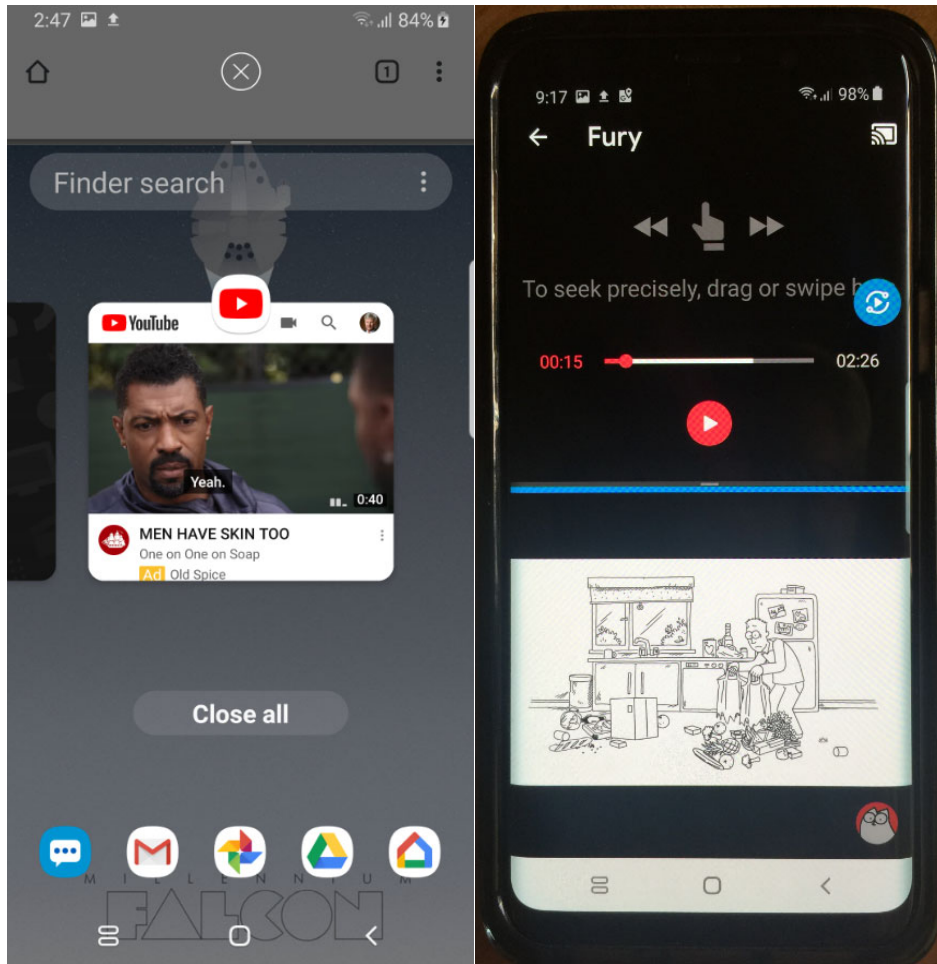 2:47
84%
1
Finder search
YouTube
Yeah.
0:40
MEN HAVE SKIN TOO
One on One on Soap
Ad Old Spice
Close all
MILLENNIUM
FALCON
9:17
98%
Fury
To seek precisely, drag or swipe h
00:15
02:26